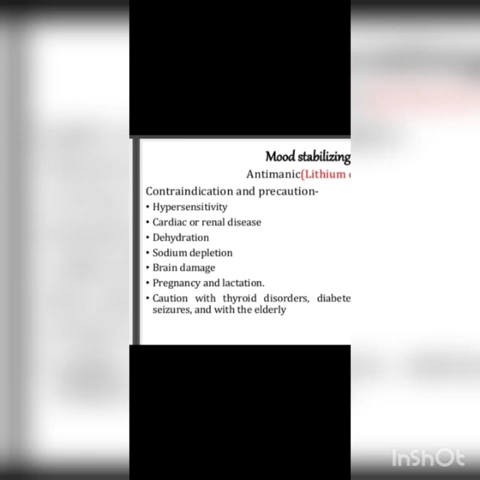 Mood stabilizing
Antimanic(Lithium
Contraindication and precaution-
• Hypersensitivity
• Cardiac or renal disease
• Dehydration
• Sodium depletion
• Brain damage
• Pregnancy and lactation.
• Caution with thyroid disorders, diabete
seizures, and with the elderly
InShOt